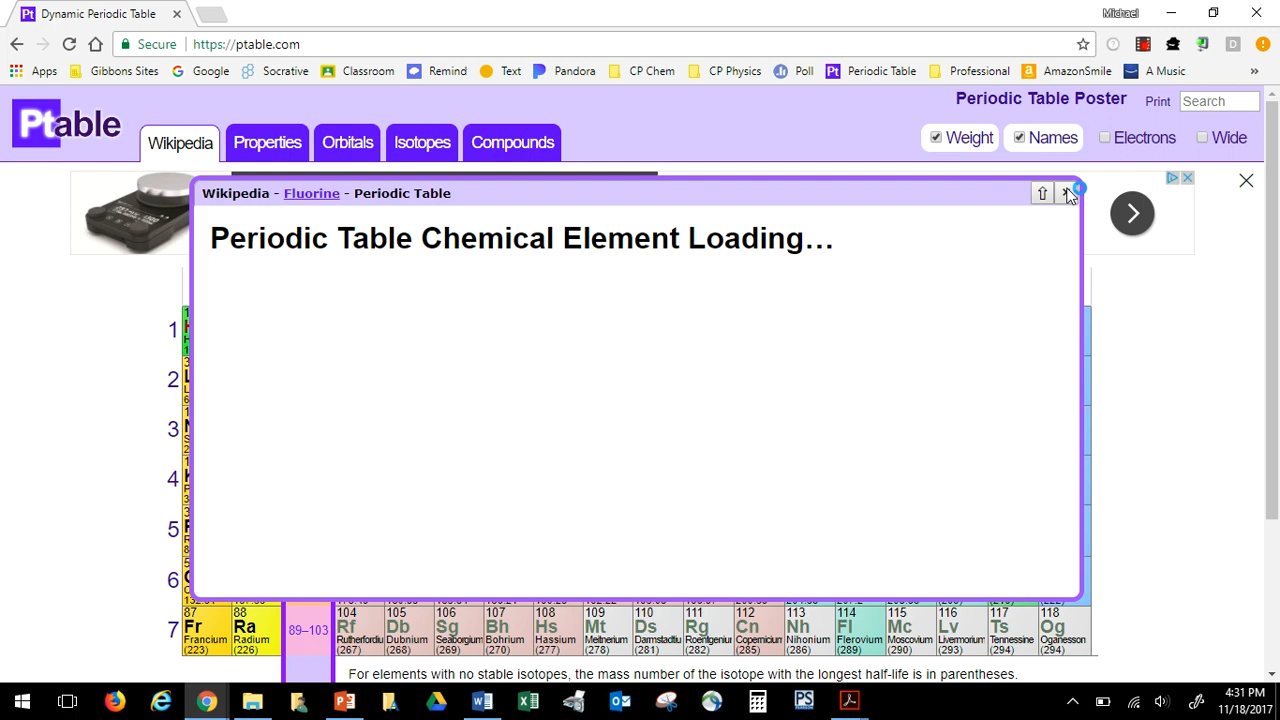 Dynamic Periodic Table
Michael
Secure
https://ptable.com
Apps
Gibbons Sites
Google
Socrative
Classroom
Remind
Text
Pandora
CP Chem
CP Physics
Poll
Periodic Table
Professional
AmazonSmile
A Music
»
Ptable
Wikipedia
Properties
Orbitals
Isotopes
Compounds
Periodic Table Poster
Print
Search
Weight
Names
Electrons
Wide
Wikipedia - Fluorine - Periodic Table
Periodic Table Chemical Element Loading…
1
2
3
4
5
6
7
87 88 89–103 104 105 106 107 108 109 110 111 112 113 114 115 116 117 118
Fr Ra Rf Db Sg Bh Hs Mt Ds Rg Cn Nh Fl Mc Lv Ts Og
Francium Radium Rutherfordiu Dubnium Seaborgium Bohrium Hassium Meitnerium Darmstadtiu Roentgeniur Copernicium Nihonium Flerovium Moscovium Livermorium Tennessine Oganesson
(223) (226) (267) (268) (269) (270) (277) (278) (281) (282) (285) (286) (289) (290) (293) (294) (294)
For elements with no stable isotopes, the mass number of the isotope with the longest half-life is in parentheses.
4:31 PM
11/18/2017